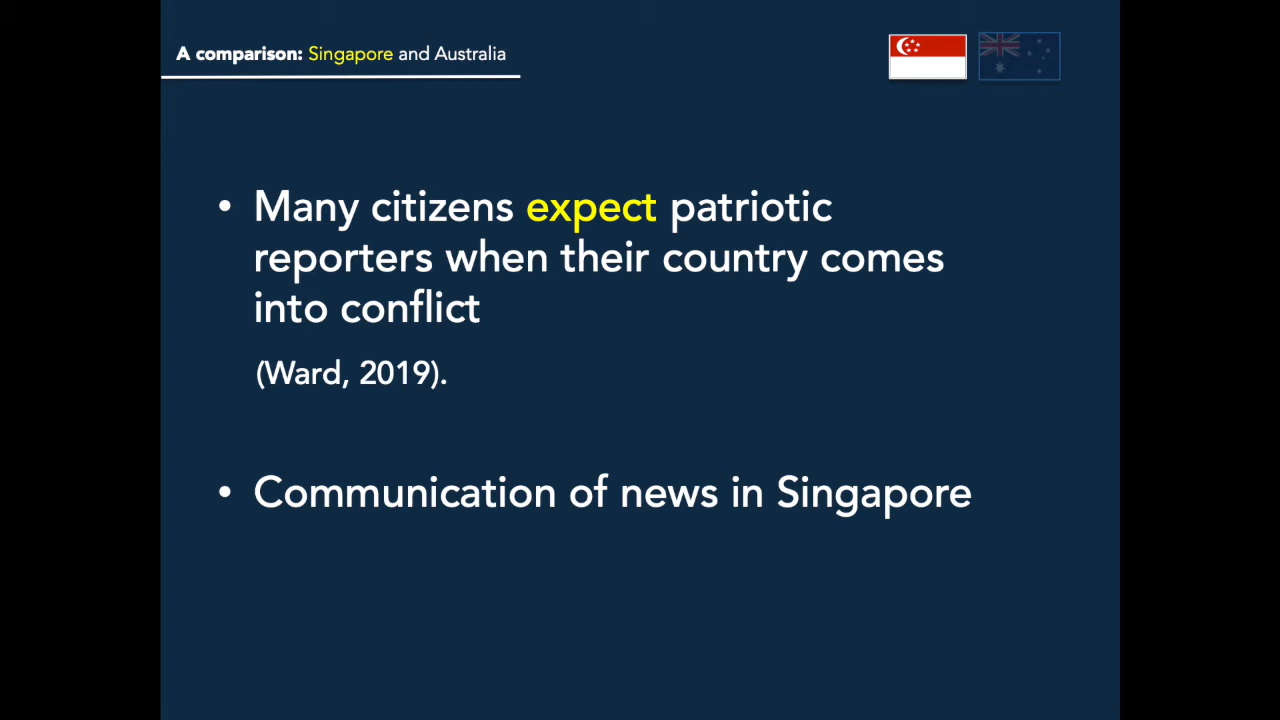 A comparison: Singapore and Australia
• Many citizens expect patriotic
reporters when their country comes
into conflict
(Ward, 2019).
• Communication of news in Singapore